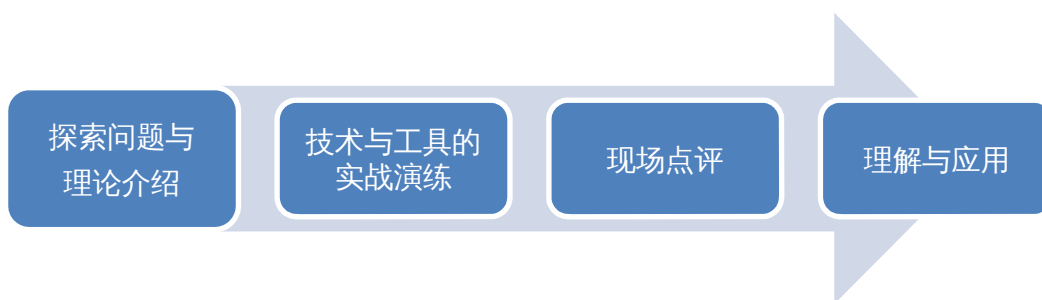 探索问题与
理论介绍
技术与工具的
实战演练
现场点评
理解与应用